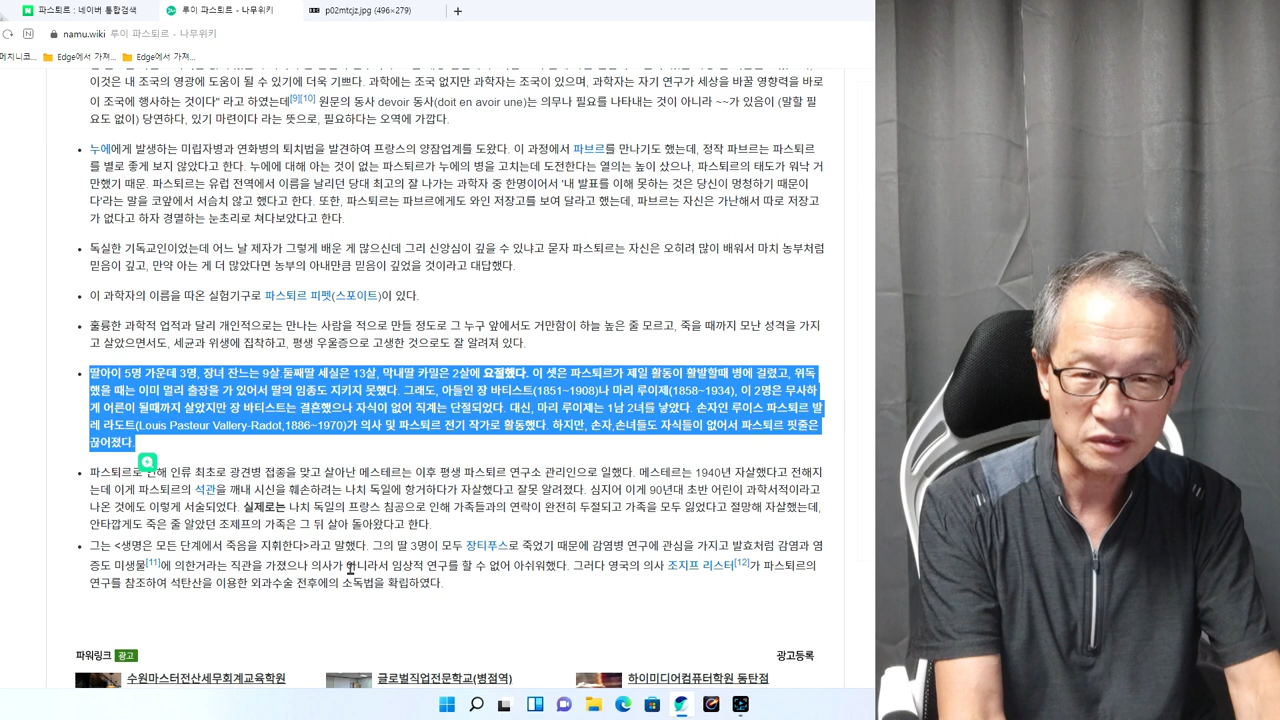 파스퇴르 : 네이버 통합검색
루이 파스퇴르 - 나무위키
p02mtcjz.jpg (496×279)
namu.wiki 루이 파스퇴르 - 나무위키
메지니코...
Edge에서 가져...
Edge에서 가져...
이것은 내 조국의 영광에 도움이 될 수 있기에 더욱 기쁘다. 과학에는 조국 없지만 과학자는 조국이 있으며, 과학자는 자기 연구가 세상을 바꿀 영향력을 바로
이 조국에 행사하는 것이다" 라고 하였는데[9][10] 원문의 동사 devoir 동사(doit en avoir une)는 의무나 필요를 나타내는 것이 아니라 ~~가 있음이 (말할 필
요도 없이) 당연하다, 있기 마련이다 라는 뜻으로, 필요하다는 오역에 가깝다.
누에에게 발생하는 미립자병과 연화병의 퇴치법을 발견하여 프랑스의 양잠업계를 도왔다. 이 과정에서 파브르를 만나기도 했는데, 정작 파브르는 파스퇴르
를 별로 좋게 보지 않았다고 한다. 누에에 대해 아는 것이 없는 파스퇴르가 누에의 병을 고치는데 도전한다는 열의는 높이 샀으나, 파스퇴르의 태도가 워낙 거
만했기 때문. 파스퇴르는 유럽 전역에서 이름을 날리던 당대 최고의 잘 나가는 과학자 중 한명이어서 '내 발표를 이해 못하는 것은 당신이 멍청하기 때문이
다'라는 말을 코앞에서 서슴치 않고 했다고 한다. 또한, 파스퇴르는 파브르에게도 와인 저장고를 보여 달라고 했는데, 파브르는 자신은 가난해서 따로 저장고
가 없다고 하자 경멸하는 눈초리로 쳐다보았다고 한다.
독실한 기독교인이었는데 어느 날 제자가 그렇게 배운 게 많으신데 그리 신앙심이 깊을 수 있냐고 묻자 파스퇴르는 자신은 오히려 많이 배워서 마치 농부처럼
믿음이 깊고, 만약 아는 게 더 많았다면 농부의 아내만큼 믿음이 깊었을 것이라고 대답했다.
이 과학자의 이름을 따온 실험기구로 파스퇴르 피펫(스포이트)이 있다.
훌륭한 과학적 업적과 달리 개인적으로는 만나는 사람을 적으로 만들 정도로 그 누구 앞에서도 거만함이 하늘 높은 줄 모르고, 죽을 때까지 모난 성격을 가지
고 살았으면서도, 세균과 위생에 집착하고, 평생 우울증으로 고생한 것으로도 잘 알려져 있다.
딸아이 5명 가운데 3명, 장녀 잔느는 9살 둘째딸 세실은 13살, 막내딸 카밀은 2살에 요절했다. 이 셋은 파스퇴르가 제일 활동이 활발할때 병에 걸렸고, 위독
했을 때는 이미 멀리 출장을 가 있어서 딸의 임종도 지키지 못했다. 그래도, 아들인 장 바티스트(1851~1908)나 마리 루이제(1858~1934), 이 2명은 무사하
게 어른이 될때까지 살았지만 장 바티스트는 결혼했으나 자식이 없어 직계는 단절되었다. 대신, 마리 루이제는 1남 2녀를 낳았다. 손자인 루이스 파스퇴르 발
레 라도트(Louis Pasteur Vallery-Radot,1886~1970)가 의사 및 파스퇴르 전기 작가로 활동했다. 하지만, 손자,손녀들도 자식들이 없어서 파스퇴르 핏줄은
끊어졌다.
파스퇴르로 인해 인류 최초로 광견병 접종을 맞고 살아난 메스테르는 이후 평생 파스퇴르 연구소 관리인으로 일했다. 메스테르는 1940년 자살했다고 전해지
는데 이게 파스퇴르의 석관을 깨내 시신을 훼손하려는 나치 독일에 항거하다가 자살했다고 잘못 알려졌다. 심지어 이게 90년대 초반 어린이 과학서적이라고
나온 것에도 이렇게 서술되었다. 실제로는 나치 독일의 프랑스 침공으로 인해 가족들과의 연락이 완전히 두절되고 가족을 모두 잃었다고 절망해 자살했는데,
안타깝게도 죽은 줄 알았던 조제프의 가족은 그 뒤 살아 돌아왔다고 한다.
그는 <생명은 모든 단계에서 죽음을 지휘한다>라고 말했다. 그의 딸 3명이 모두 장티푸스로 죽었기 때문에 감염병 연구에 관심을 가지고 발효처럼 감염과 염
증도 미생물[11]에 의한거라는 직관을 가졌으나 의사가 아니라서 임상적 연구를 할 수 없어 아쉬워했다. 그러다 영국의 의사 조지프 리스터[12]가 파스퇴르의
연구를 참조하여 석탄산을 이용한 외과수술 전후에의 소독법을 확립하였다.
파워링크 광고
광고등록
수원마스터전산세무회계교육학원
글로벌직업전문학교(병점역)
하이미디어컴퓨터학원 동탄점